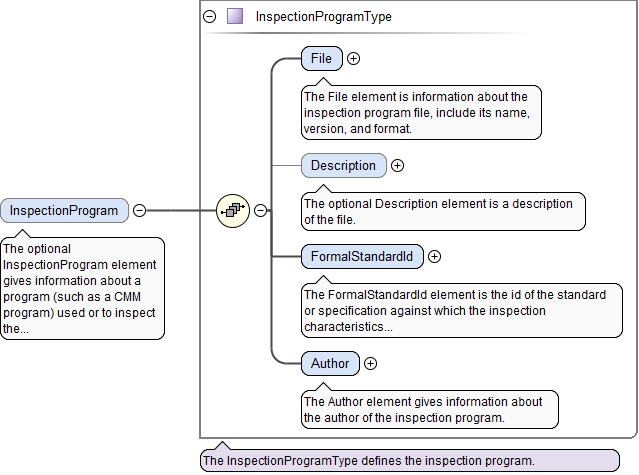 InspectionProgramType
File
The File element is information about the
inspection program file, include its name,
version, and format.
Description
The optional Description element is a description
of the file.
InspectionProgram
The optional
InspectionProgram element
gives information about a
program (such as a CMM
program) used or to inspect
the...
FormalStandardId
The FormalStandardId element is the id of the standard
or specification against which the inspection
characteristics...
Author
The Author element gives information about
the author of the inspection program.
The InspectionProgramType defines the inspection program.